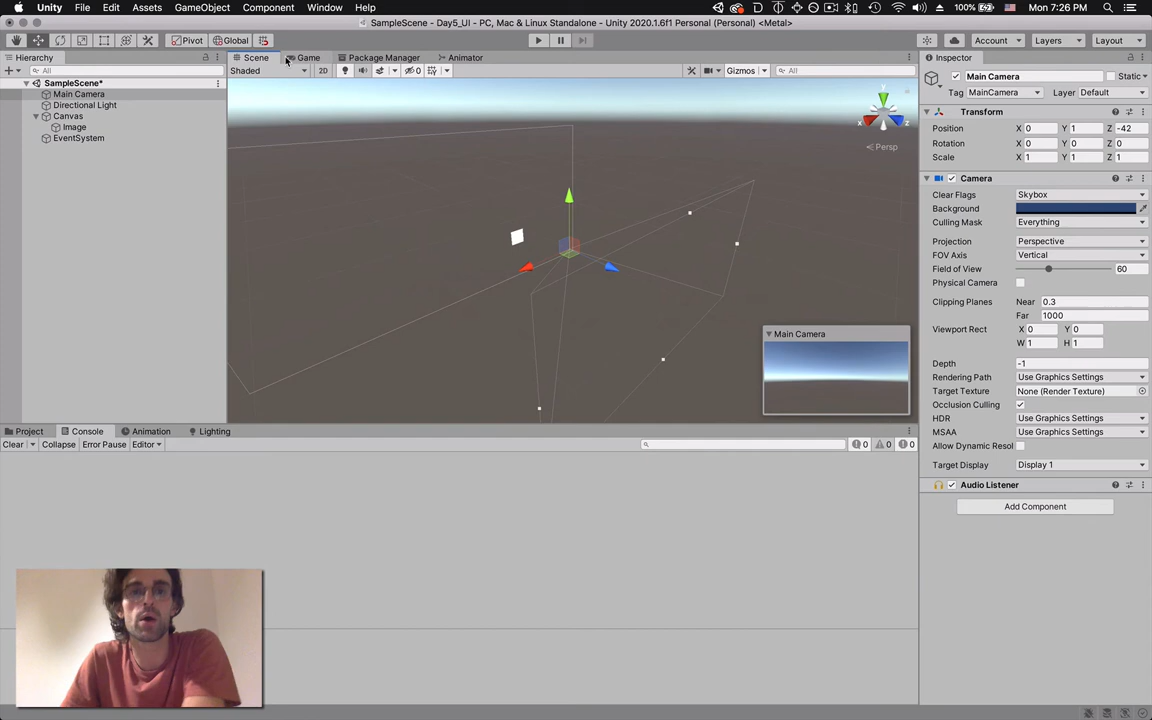 Unity File Edit Assets GameObject Component Window Help 100% Mon 7:26 PM
SampleScene - Day5_UI - PC, Mac & Linux Standalone - Unity 2020.1.6f1 Personal (Personal) <Metal>
Pivot Global Account Layers Layout
Hierarchy Scene Game Package Manager Animator Inspector
All Shaded 2D 0 Gizmos All
SampleScene*
Main Camera
Directional Light
Canvas
Image
EventSystem
y
x
Persp
Main Camera
Main Camera Static
Tag MainCamera Layer Default
Transform
Position X 0 Y 1 Z -42
Rotation X 0 Y 0 Z 0
Scale X 1 Y 1 Z 1
Camera
Clear Flags Skybox
Background
Culling Mask Everything
Projection Perspective
FOV Axis Vertical
Field of View 60
Physical Camera
Clipping Planes Near 0.3
Far 1000
Viewport Rect X 0 Y 0
W 1 H 1
Depth -1
Rendering Path Use Graphics Settings
Target Texture None (Render Texture)
Occlusion Culling
HDR Use Graphics Settings
MSAA Use Graphics Settings
Allow Dynamic Resol
Target Display Display 1
Audio Listener
Add Component
Project Console Animation Lighting
Clear Collapse Error Pause Editor 0 0 0